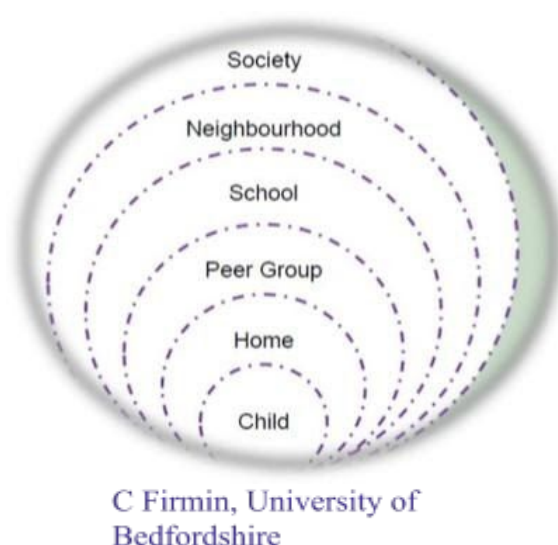 Society
Neighbourhood
School
Peer Group
Home
Child
C Firmin, University of
Bedfordshire